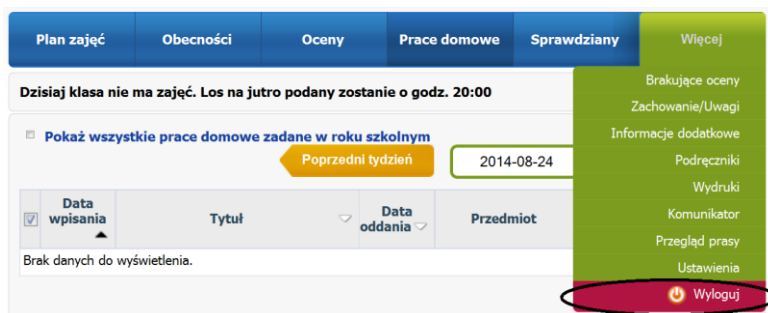 Plan zajęć Obecności Oceny Prace domowe Sprawdziany Więcej
Dzisiaj klasa nie ma zajęć. Los na jutro podany zostanie o godz. 20:00
Pokaż wszystkie prace domowe zadane w roku szkolnym
Poprzedni tydzień 2014-08-24
Data wpisania Tytuł Data oddania Przedmiot
Brak danych do wyświetlenia.
Brakujące oceny
Zachowanie/Uwagi
Informacje dodatkowe
Podręczniki
Wydruki
Komunikator
Przegląd prasy
Ustawienia
Wyloguj